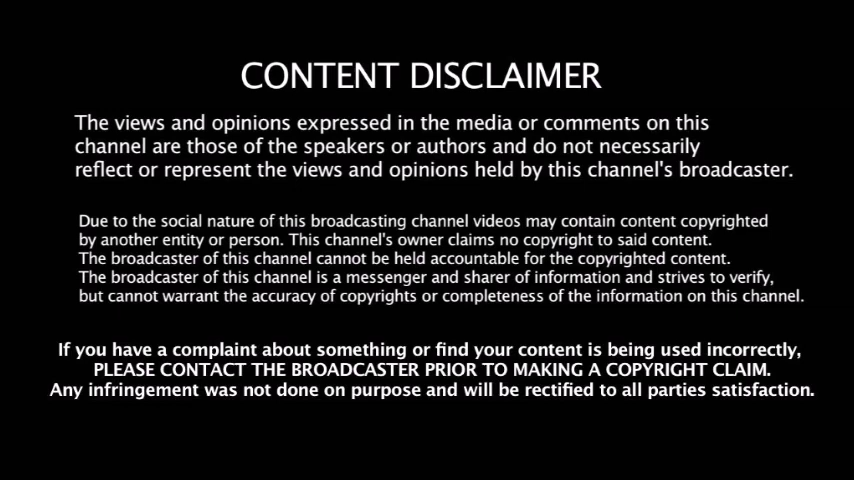 CONTENT DISCLAIMER
The views and opinions expressed in the media or comments on this
channel are those of the speakers or authors and do not necessarily
reflect or represent the views and opinions held by this channel's broadcaster.
Due to the social nature of this broadcasting channel videos may contain content copyrighted
by another entity or person. This channel's owner claims no copyright to said content.
The broadcaster of this channel cannot be held accountable for the copyrighted content.
The broadcaster of this channel is a messenger and sharer of information and strives to verify,
but cannot warrant the accuracy of copyrights or completeness of the information on this channel.
If you have a complaint about something or find your content is being used incorrectly,
PLEASE CONTACT THE BROADCASTER PRIOR TO MAKING A COPYRIGHT CLAIM.
Any infringement was not done on purpose and will be rectified to all parties satisfaction.